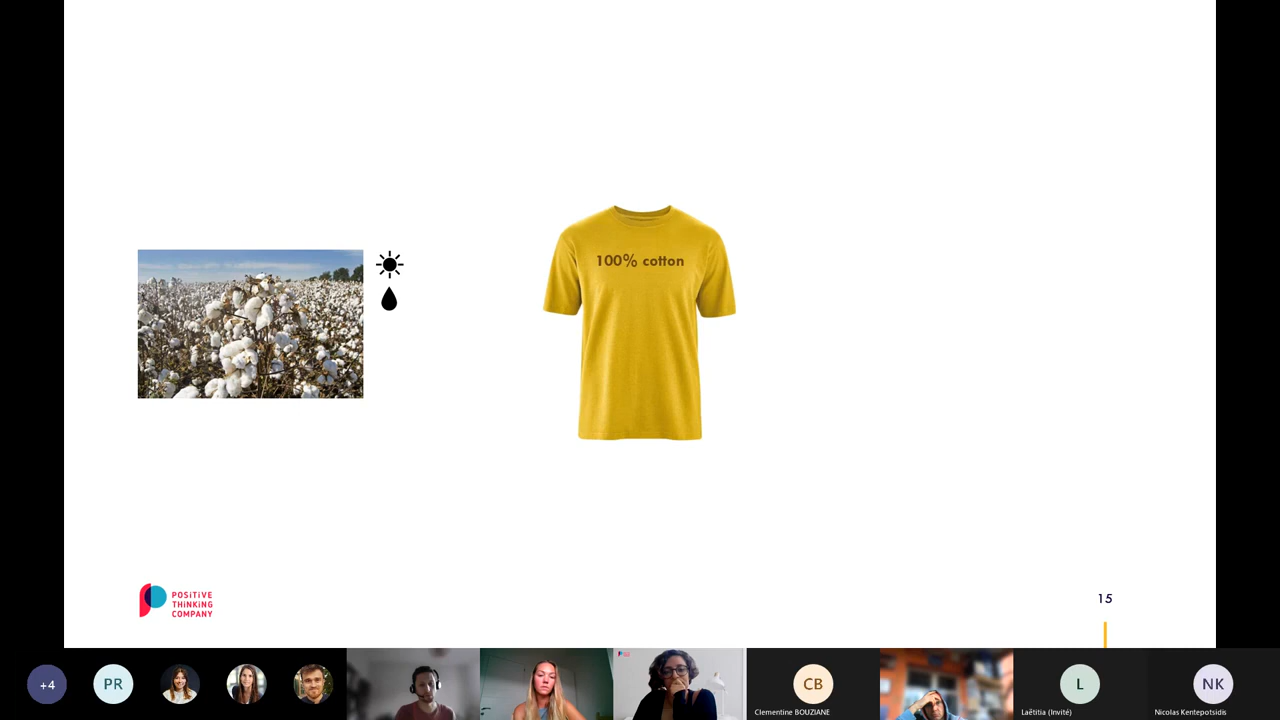 100% cotton
POSiTiVE
THiNKiNG
COMPANY
15
+4
PR
CB
L
NK
Clementine BOUZIANE
Laëtitia (Invité)
Nicolas Kentepotsidis